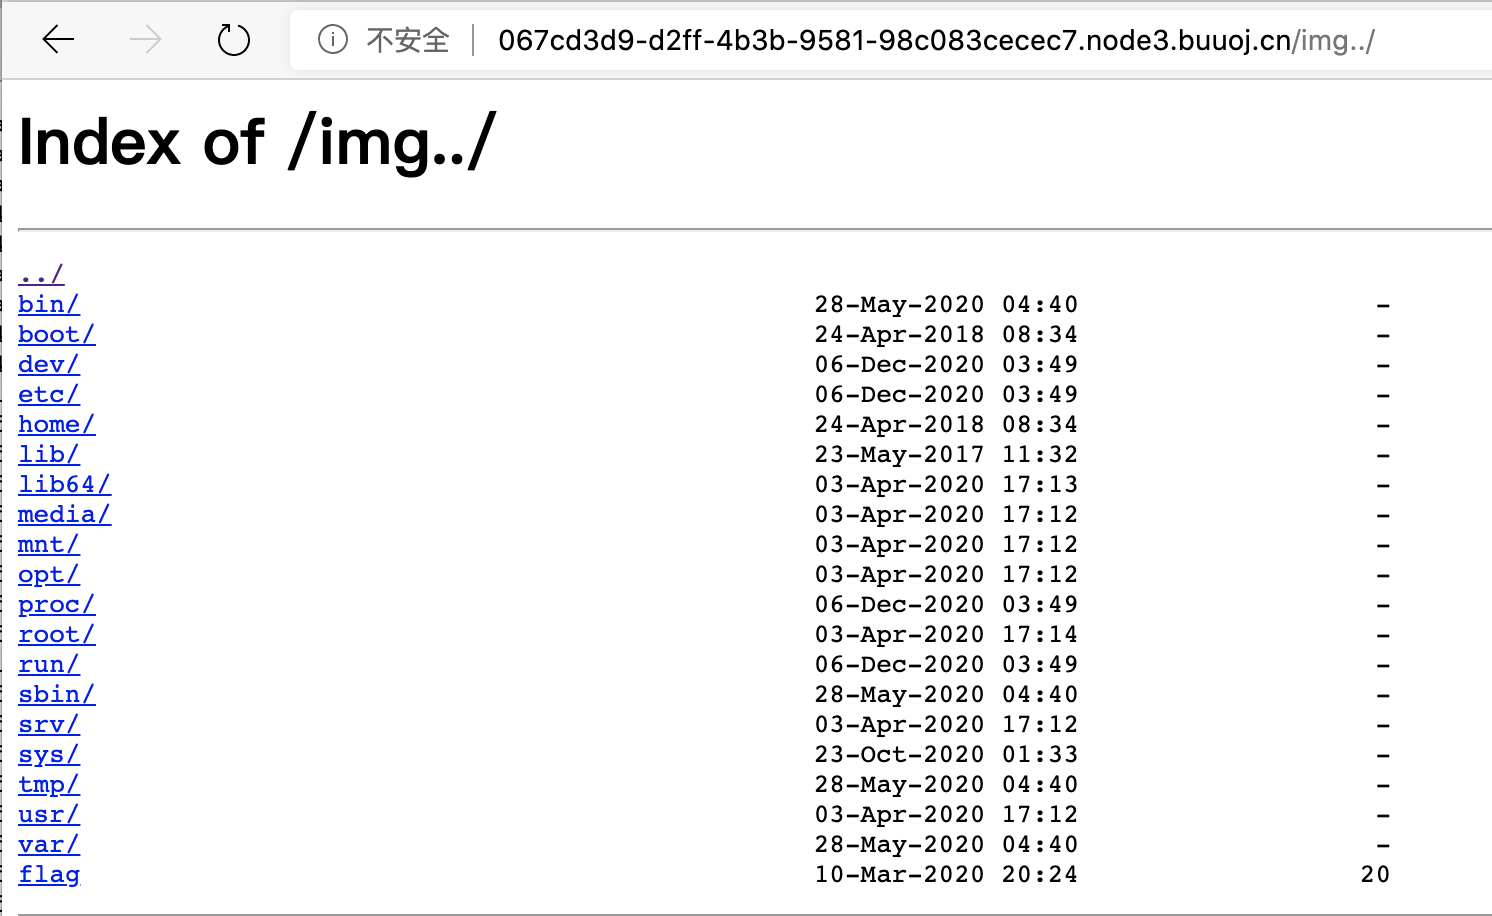 不安全 067cd3d9-d2ff-4b3b-9581-98c083cecec7.node3.buuoj.cn/img../
Index of /img../
../
bin/ 28-May-2020 04:40 -
boot/ 24-Apr-2018 08:34 -
dev/ 06-Dec-2020 03:49 -
etc/ 06-Dec-2020 03:49 -
home/ 24-Apr-2018 08:34 -
lib/ 23-May-2017 11:32 -
lib64/ 03-Apr-2020 17:13 -
media/ 03-Apr-2020 17:12 -
mnt/ 03-Apr-2020 17:12 -
opt/ 03-Apr-2020 17:12 -
proc/ 06-Dec-2020 03:49 -
root/ 03-Apr-2020 17:14 -
run/ 06-Dec-2020 03:49 -
sbin/ 28-May-2020 04:40 -
srv/ 03-Apr-2020 17:12 -
sys/ 23-Oct-2020 01:33 -
tmp/ 28-May-2020 04:40 -
usr/ 03-Apr-2020 17:12 -
var/ 28-May-2020 04:40 -
flag 10-Mar-2020 20:24 20